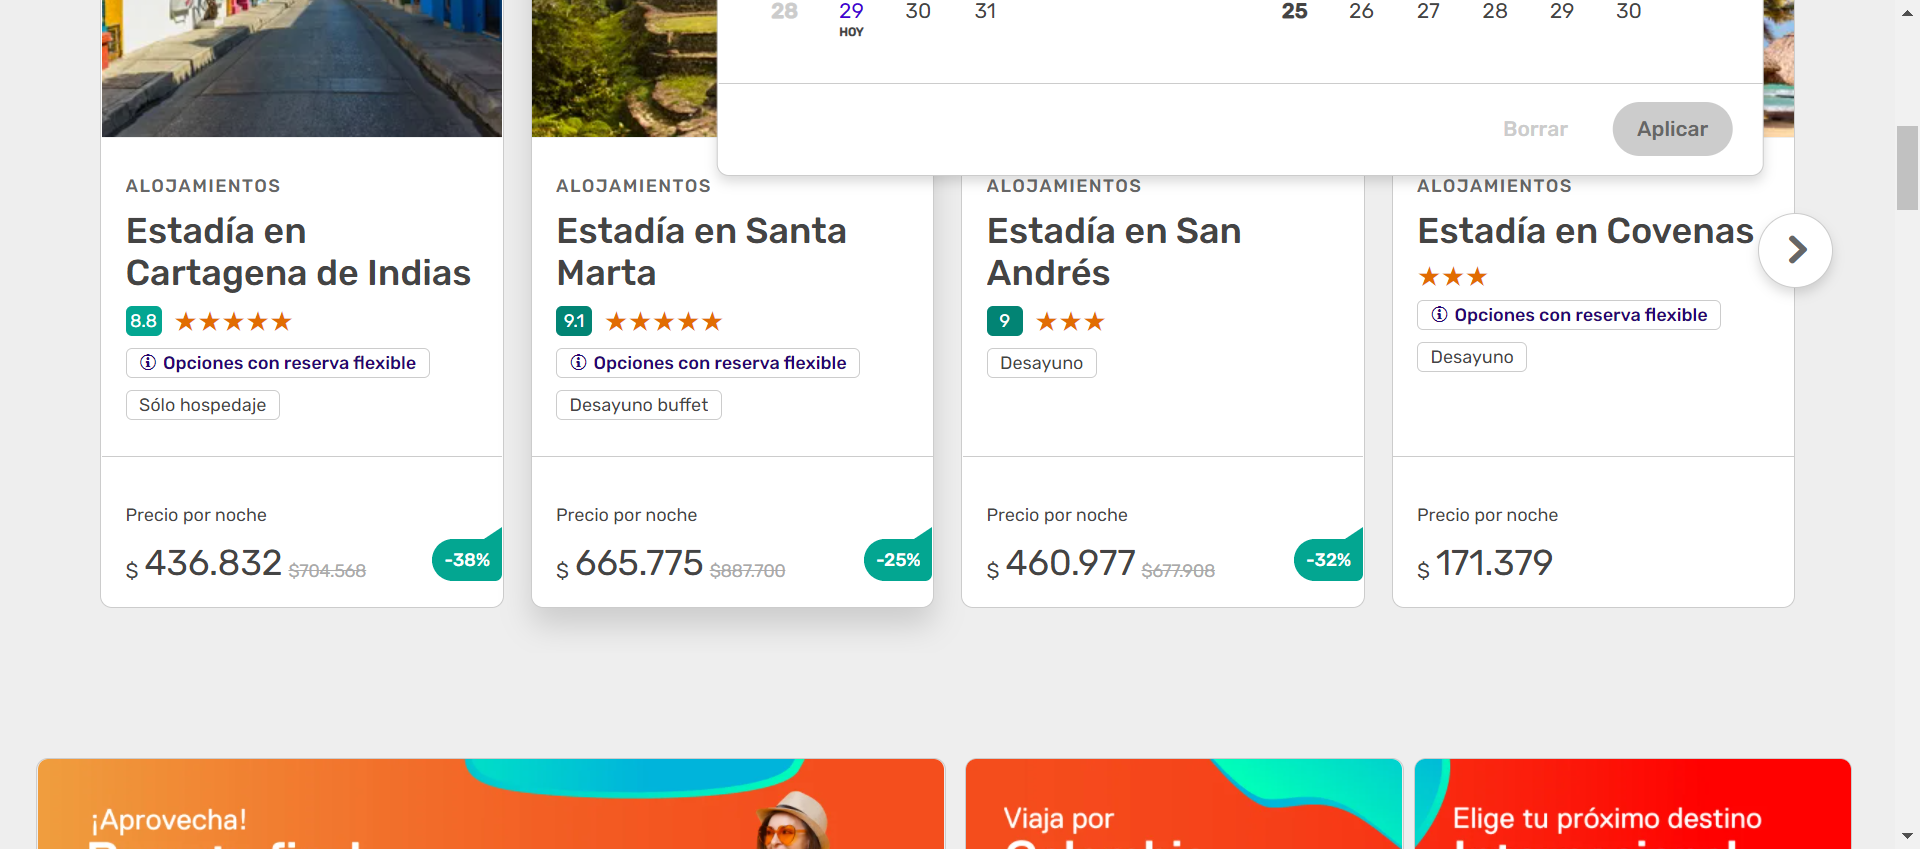 28 29 30 31
HOY
25 26 27 28 29 30
Borrar Aplicar
ALOJAMIENTOS
Estadía en
Cartagena de Indias
8.8
Opciones con reserva flexible
Sólo hospedaje
Precio por noche
$ 436.832 $704.568
-38%
ALOJAMIENTOS
Estadía en Santa
Marta
9.1
Opciones con reserva flexible
Desayuno buffet
Precio por noche
$ 665.775 $887.700
-25%
ALOJAMIENTOS
Estadía en San
Andrés
9
Desayuno
Precio por noche
$ 460.977 $677.908
-32%
ALOJAMIENTOS
Estadía en Covenas
Opciones con reserva flexible
Desayuno
Precio por noche
$ 171.379
¡Aprovecha!
Viaja por
Elige tu próximo destino